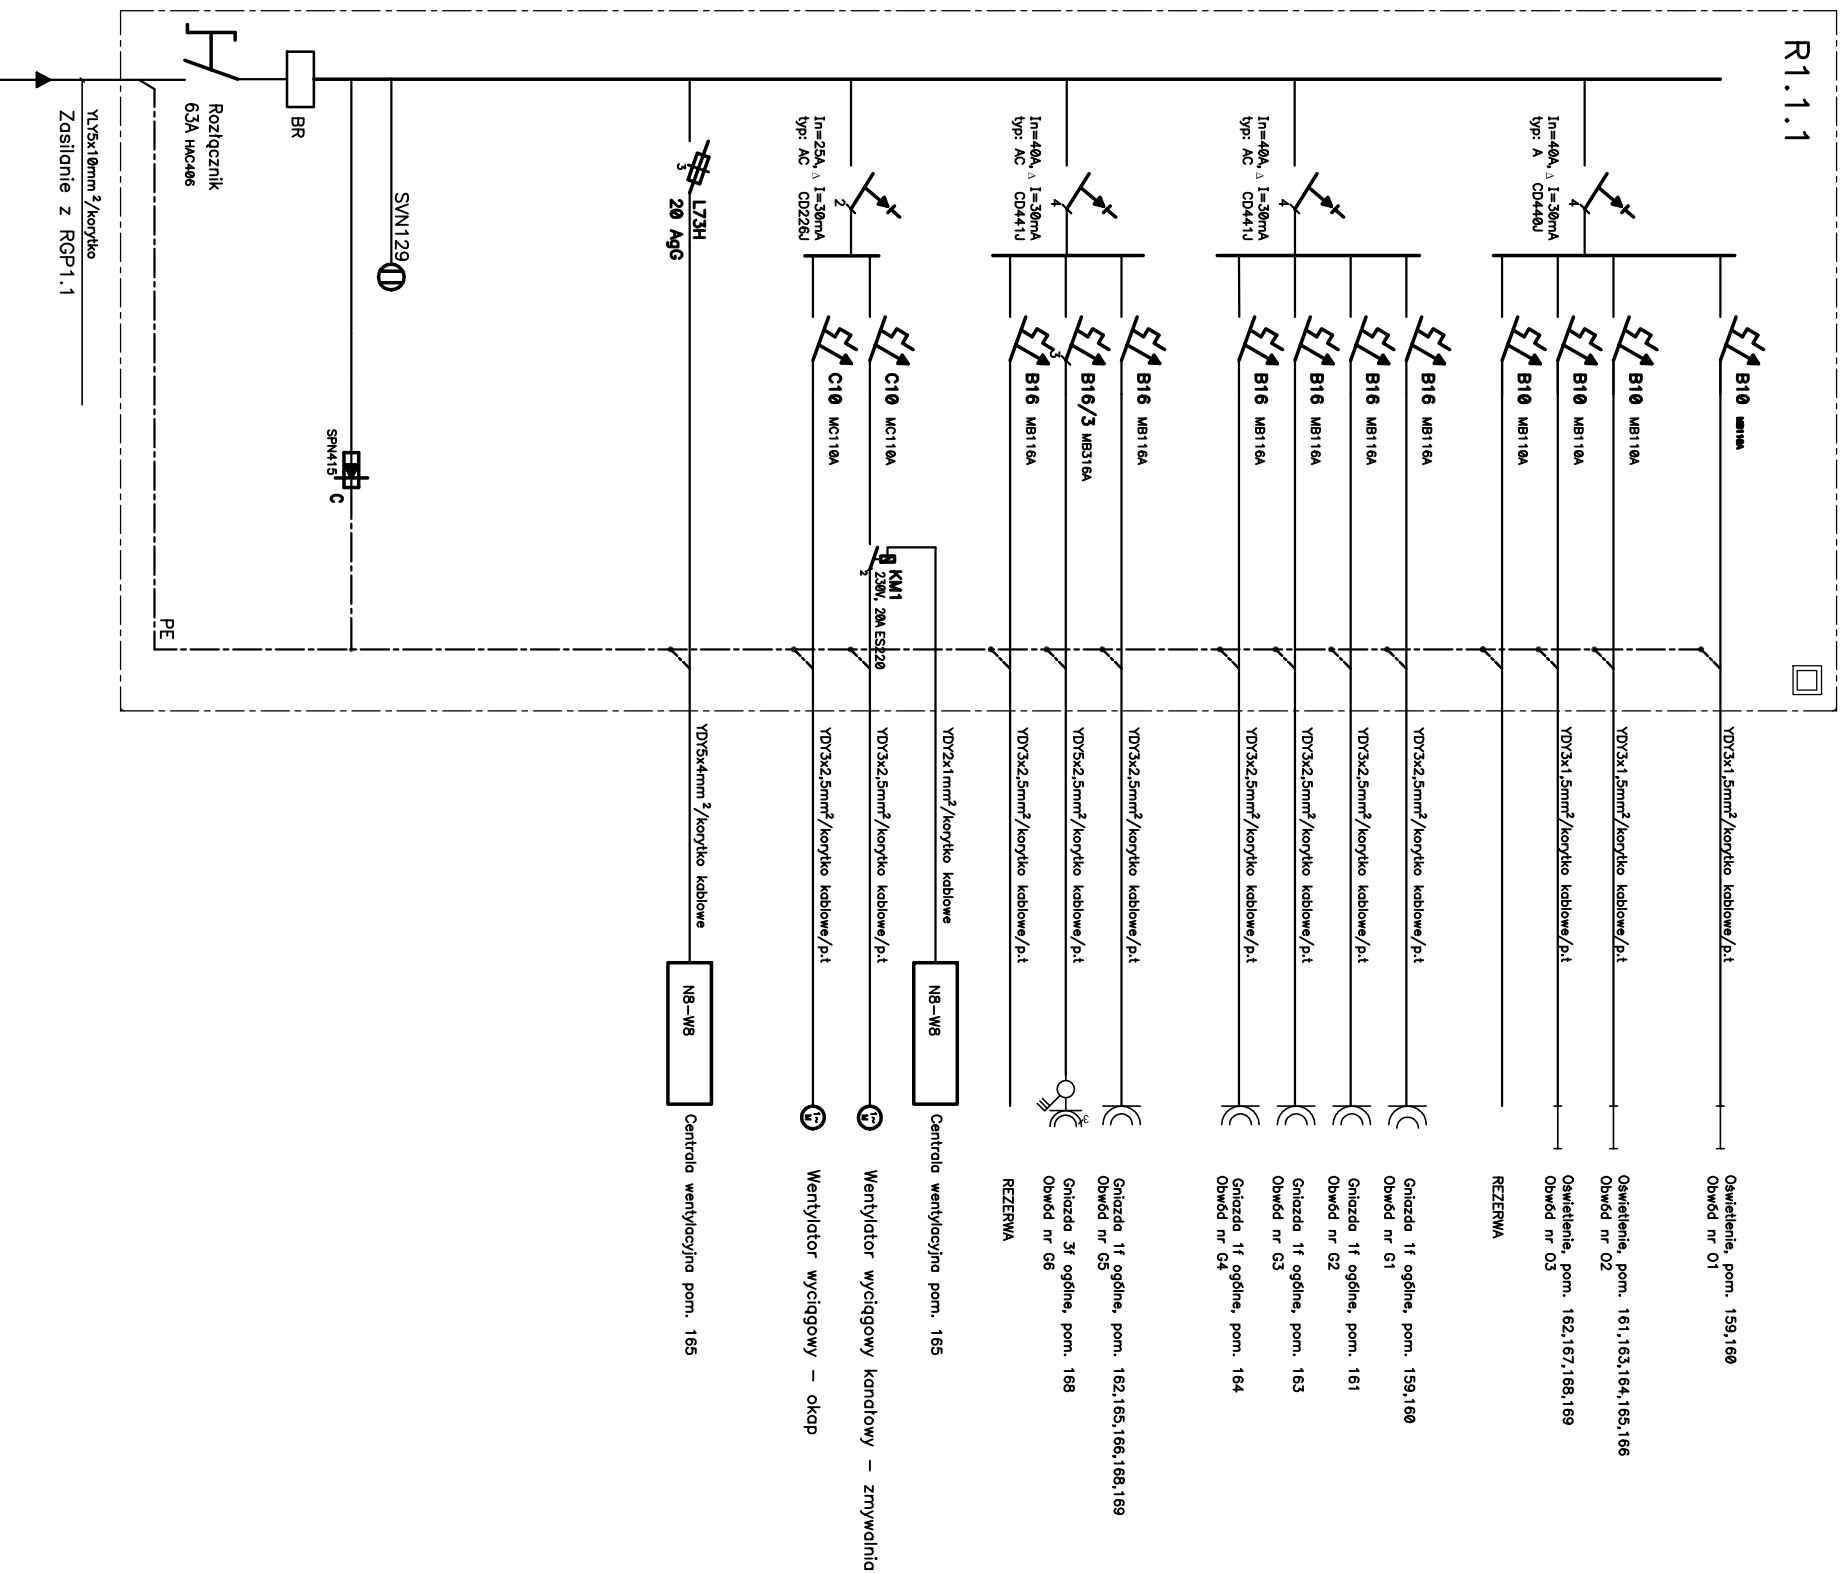 R1.1.1
In=40A, Δ I=30mA
typ: A CD440J
4
B10 MB110A
YDY3x1,5mm²/korytko kablowe/p.t
Oświetlenie, pom. 159,160
Obwód nr O1
B10 MB110A
YDY3x1,5mm²/korytko kablowe/p.t
Oświetlenie, pom. 161,163,164,165,166
Obwód nr O2
B10 MB110A
YDY3x1,5mm²/korytko kablowe/p.t
Oświetlenie, pom. 162,167,168,169
Obwód nr O3
B10 MB110A
REZERWA
In=40A, Δ I=30mA
typ: AC CD441J
4
B16 MB116A
YDY3x2,5mm²/korytko kablowe/p.t
Gniazda 1f ogólne, pom. 159,160
Obwód nr G1
B16 MB116A
YDY3x2,5mm²/korytko kablowe/p.t
Gniazda 1f ogólne, pom. 161
Obwód nr G2
B16 MB116A
YDY3x2,5mm²/korytko kablowe/p.t
Gniazda 1f ogólne, pom. 163
Obwód nr G3
B16 MB116A
YDY3x2,5mm²/korytko kablowe/p.t
Gniazda 1f ogólne, pom. 164
Obwód nr G4
In=40A, Δ I=30mA
typ: AC CD441J
4
B16 MB116A
YDY3x2,5mm²/korytko kablowe/p.t
Gniazda 1f ogólne, pom. 162,165,166,168,169
Obwód nr G5
3
B16/3 MB316A
YDY5x2,5mm²/korytko kablowe/p.t
3
Gniazda 3f ogólne, pom. 168
Obwód nr G6
B16 MB116A
YDY3x2,5mm²/korytko kablowe/p.t
REZERWA
In=25A, Δ I=30mA
typ: AC CD226J
2
YDY2x1mm²/korytko kablowe
N8-W8
Centrala wentylacyjna pom. 165
C10 MC110A
KM1
230V, 20A ES220
2
YDY3x2,5mm²/korytko kablowe/p.t
1~
M
Wentylator wyciągowy kanałowy - zmywalnia
C10 MC110A
YDY3x2,5mm²/korytko kablowe/p.t
1~
M
Wentylator wyciągowy - okap
3
L73H
20 AgG
YDY5x4mm²/korytko kablowe
N8-W8
Centrala wentylacyjna pom. 165
SVN129
SPN415
C
BR
Rozłącznik
63A HAC406
PE
YLY5x10mm²/korytko
Zasilanie z RGP1.1